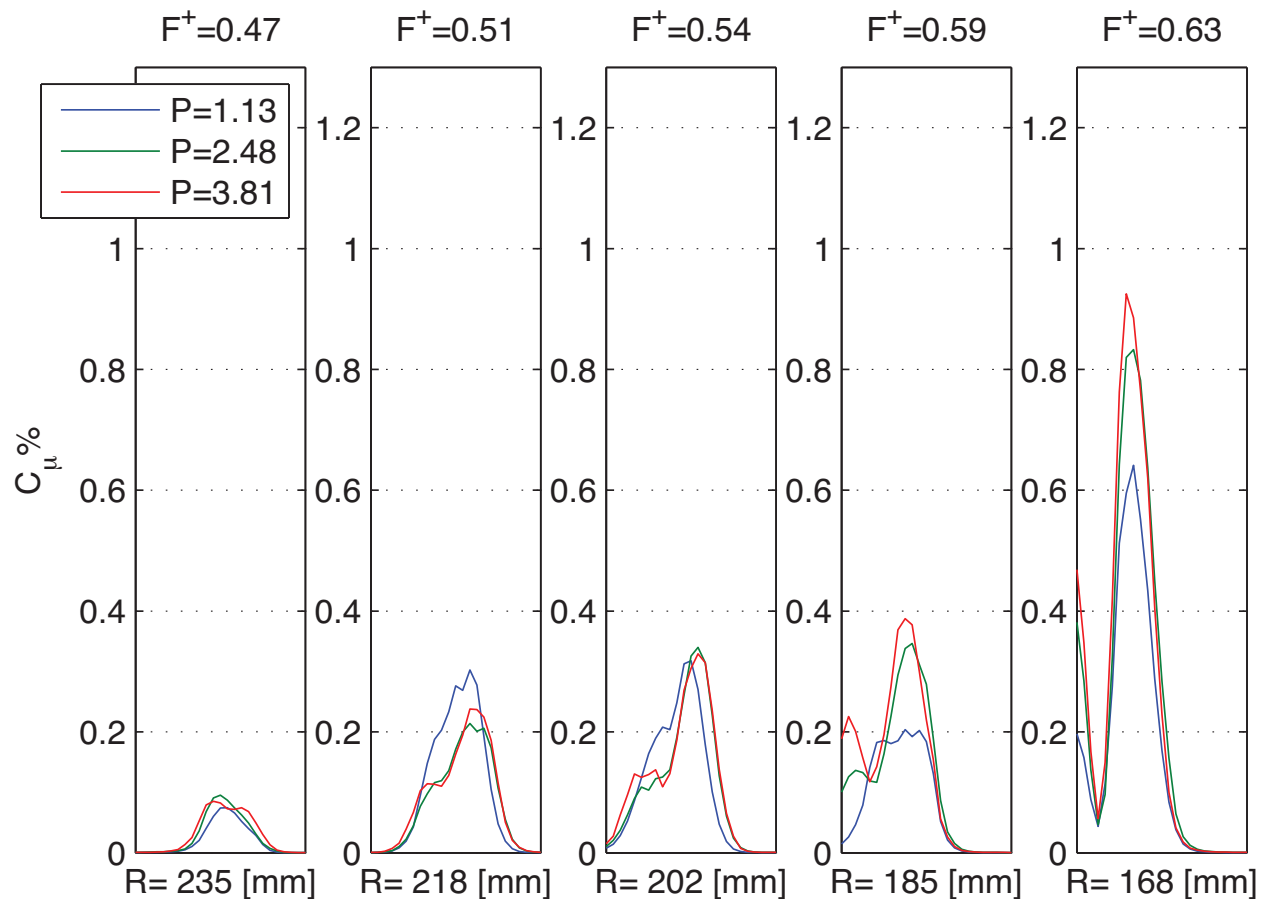 F+=0.47 F+=0.51 F+=0.54 F+=0.59 F+=0.63
P=1.13
P=2.48
P=3.81
1.2 1.2 1.2 1.2
1 1 1 1 1
0.8 0.8 0.8 0.8 0.8
0.6 0.6 0.6 0.6 0.6
0.4 0.4 0.4 0.4 0.4
0.2 0.2 0.2 0.2 0.2
0 0 0 0 0
Cμ%
R= 235 [mm] R= 218 [mm] R= 202 [mm] R= 185 [mm] R= 168 [mm]